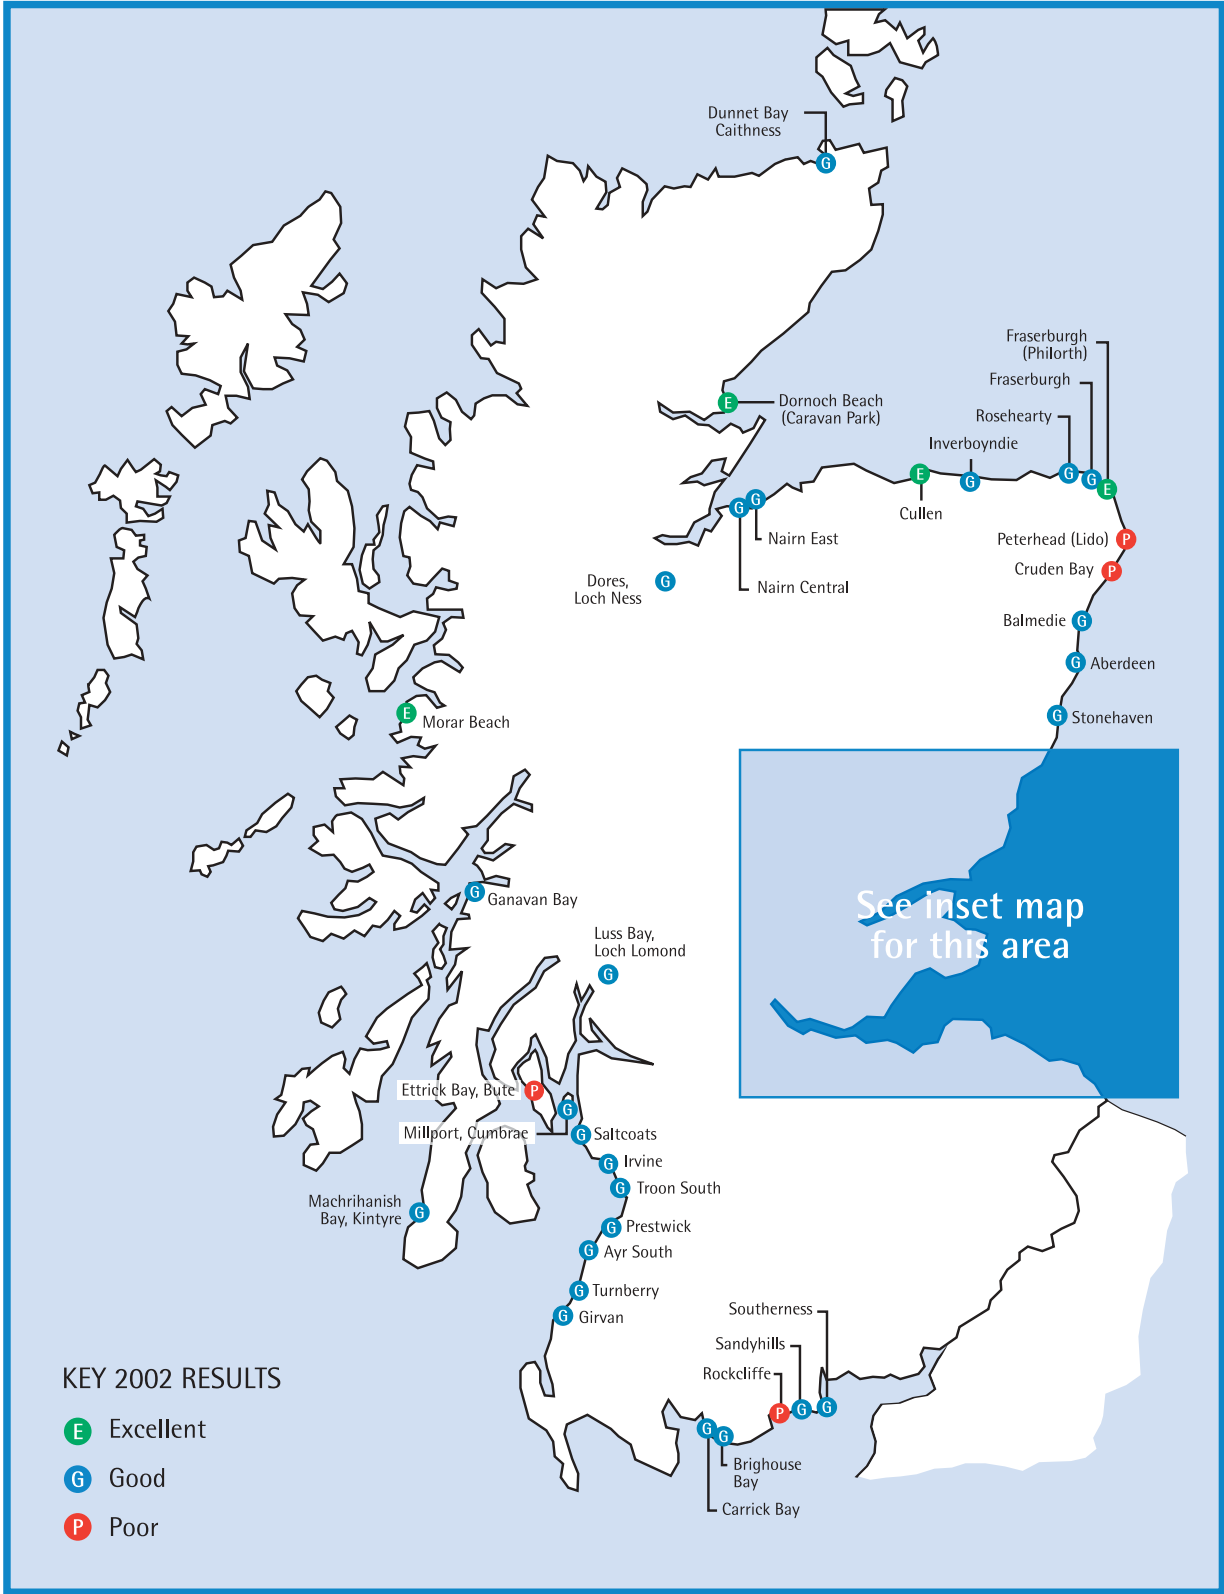 Dunnet Bay
Caithness
G
Fraserburgh
(Philorth)
Fraserburgh
E
Dornoch Beach
(Caravan Park)
Rosehearty
Inverboyndie
E
G
G
G
E
Cullen
G
G
Nairn East
Peterhead (Lido)
P
Cruden Bay
P
Dores,
Loch Ness
G
Nairn Central
Balmedie
G
G
Aberdeen
E
Morar Beach
G
Stonehaven
G
Ganavan Bay
See inset map
for this area
Luss Bay,
Loch Lomond
G
Ettrick Bay, Bute
P
G
Millport, Cumbrae
G
Saltcoats
G
Irvine
G
Troon South
Machrihanish
Bay, Kintyre
G
G
Prestwick
G
Ayr South
G
Turnberry
G
Girvan
Southerness
Sandyhills
Rockcliffe
P
G
G
G
G
Brighouse
Bay
Carrick Bay
KEY 2002 RESULTS
E Excellent
G Good
P Poor